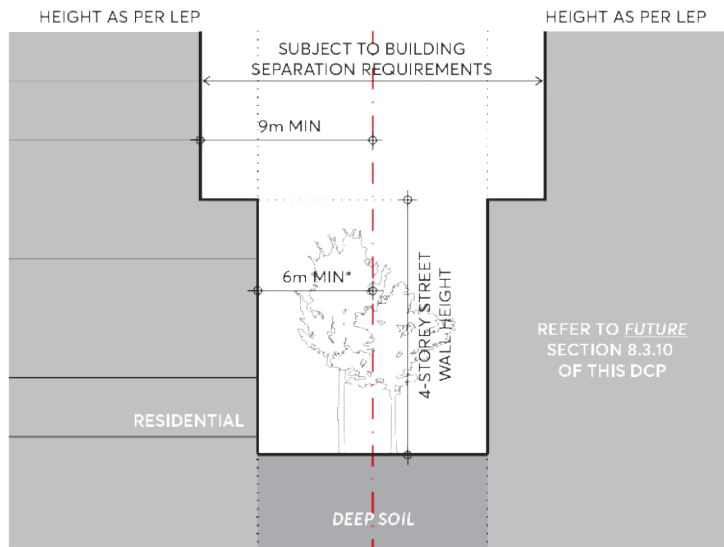 HEIGHT AS PER LEP
HEIGHT AS PER LEP
SUBJECT TO BUILDING
SEPARATION REQUIREMENTS
9m MIN
6m MIN*
4-STOREY STREET
WALL HEIGHT
REFER TO FUTURE
SECTION 8.3.10
OF THIS DCP
RESIDENTIAL
DEEP SOIL